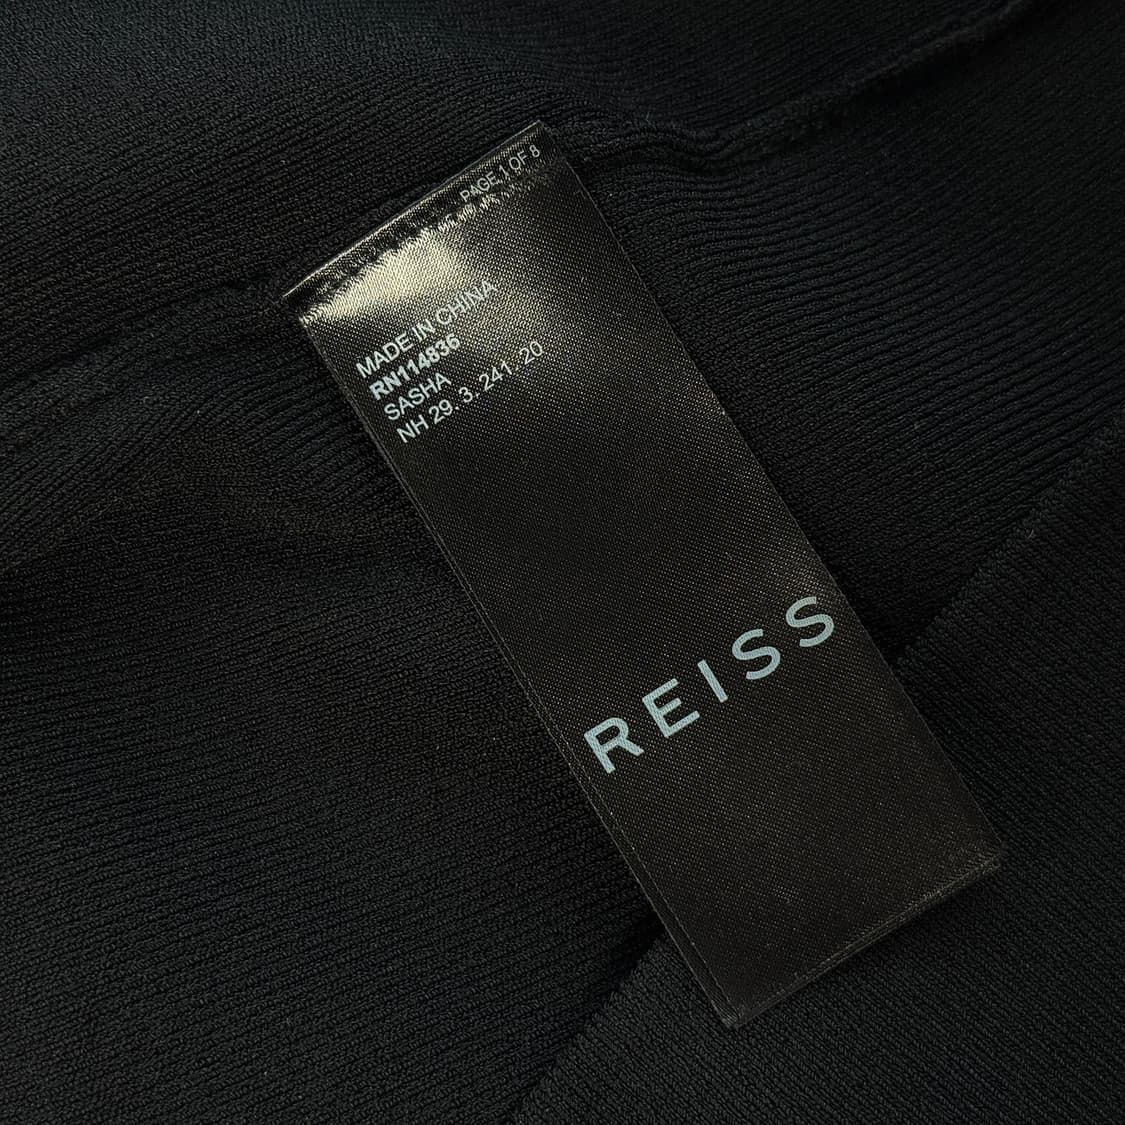 PAGE 1 OF 8
MADE IN CHINA
RN114836
SASHA
NH 29. 3. 241. 20
REISS